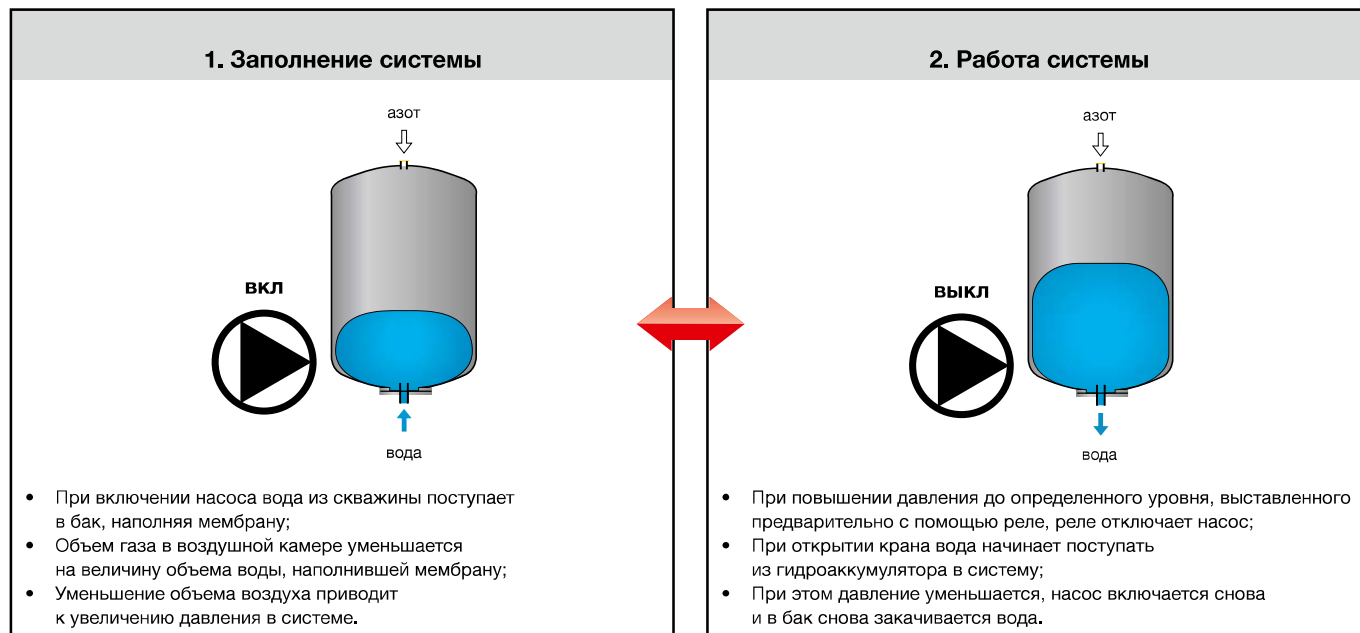 1. Заполнение системы
азот
ВКЛ
вода
• При включении насоса вода из скважины поступает
в бак, наполняя мембрану;
• Объем газа в воздушной камере уменьшается
на величину объема воды, наполнившей мембрану;
• Уменьшение объема воздуха приводит
к увеличению давления в системе.
2. Работа системы
азот
ВЫКЛ
вода
• При повышении давления до определенного уровня, выставленного
предварительно с помощью реле, реле отключает насос;
• При открытии крана вода начинает поступать
из гидроаккумулятора в систему;
• При этом давление уменьшается, насос включается снова
и в бак снова закачивается вода.